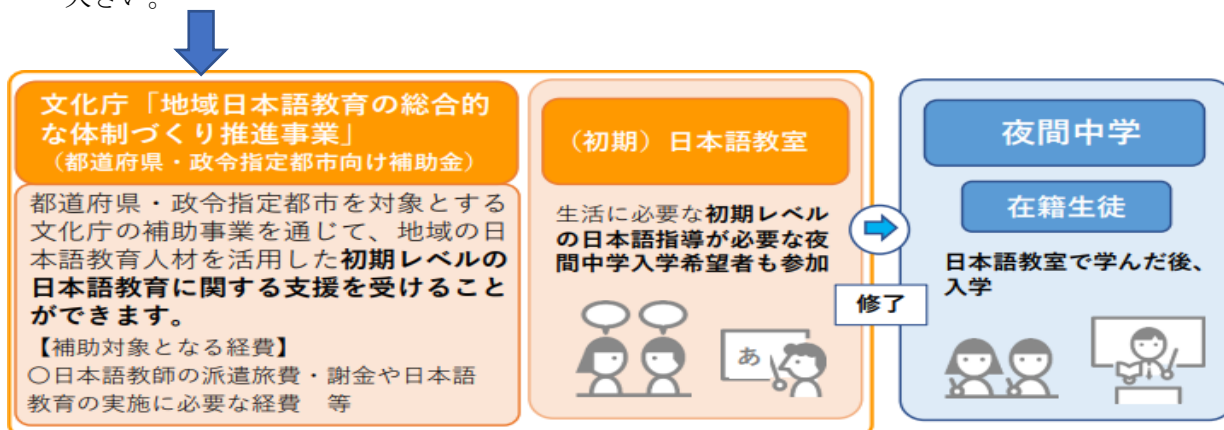 大きい。
文化庁「地域日本語教育の総合的
な体制づくり推進事業」
（都道府県・政令指定都市向け補助金）
都道府県・政令指定都市を対象とする
文化庁の補助事業を通じて、地域の日
本語教育人材を活用した初期レベルの
日本語教育に関する支援を受けること
ができます。
【補助対象となる経費】
〇日本語教師の派遣旅費・謝金や日本語
教育の実施に必要な経費　等
（初期）日本語教室
生活に必要な初期レベル
の日本語指導が必要な夜
間中学入学希望者も参加
あ
修了
夜間中学
在籍生徒
日本語教室で学んだ後、
入学